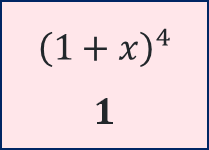 (1 + x)⁴
1